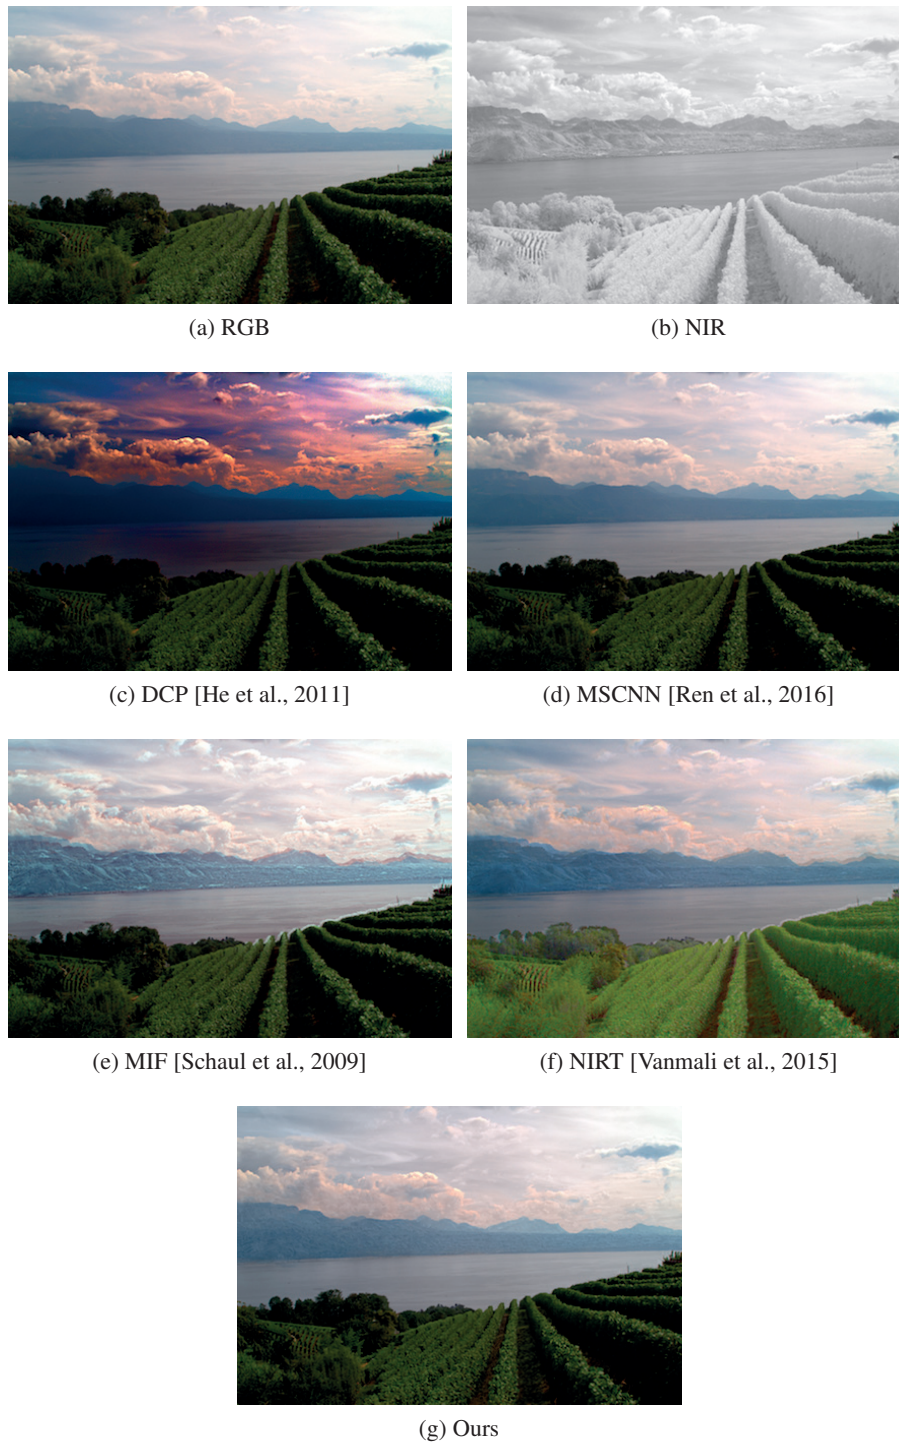 (a) RGB
(b) NIR
(c) DCP [He et al., 2011]
(d) MSCNN [Ren et al., 2016]
(e) MIF [Schaul et al., 2009]
(f) NIRT [Vanmali et al., 2015]
(g) Ours